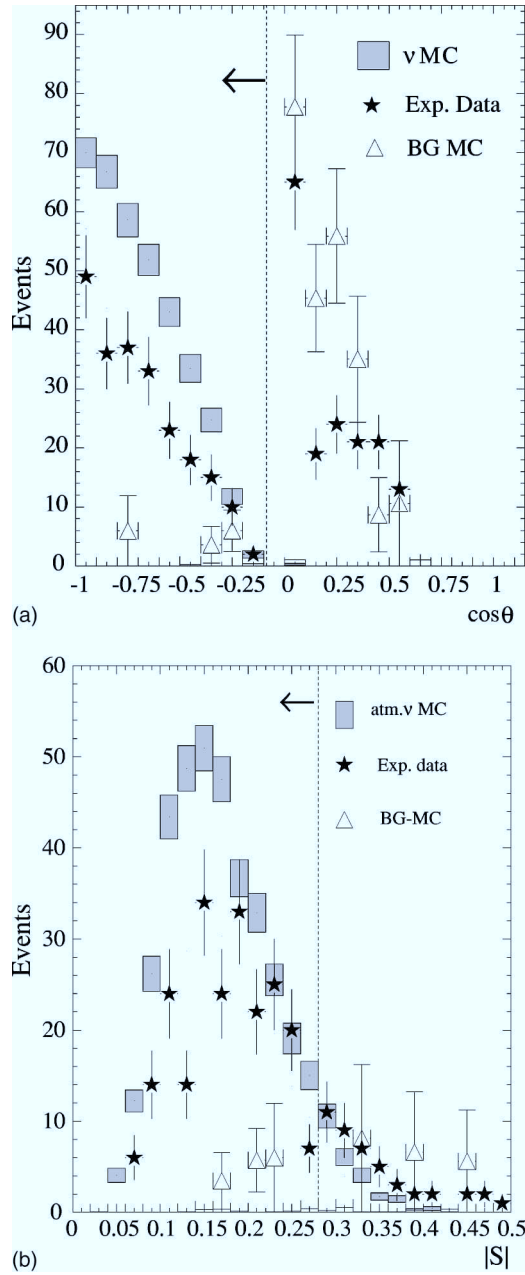 90
80
70
60
50
40
30
20
10
0
Events
ν MC
Exp. Data
BG MC
-1 -0.75 -0.5 -0.25 0 0.25 0.5 0.75 1
cosθ
(a)
60
50
40
30
20
10
0
Events
atm.ν MC
Exp. data
BG-MC
0 0.05 0.1 0.15 0.2 0.25 0.3 0.35 0.4 0.45 0.5
|S|
(b)